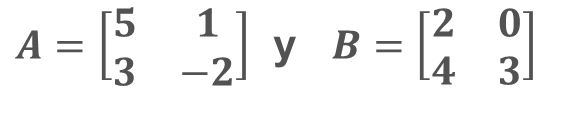 A = [5 1
3 −2] y B = [2 0
4 3]